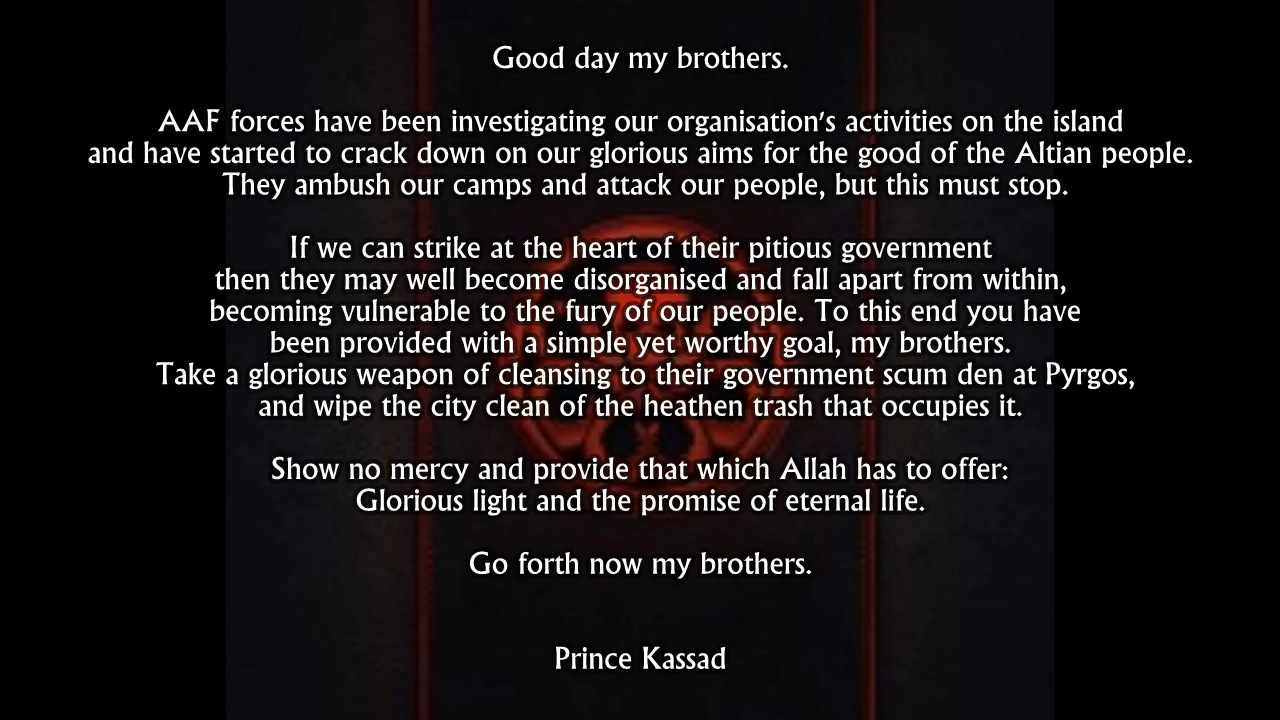 Good day my brothers.
AAF forces have been investigating our organisation's activities on the island
and have started to crack down on our glorious aims for the good of the Altian people.
They ambush our camps and attack our people, but this must stop.
If we can strike at the heart of their pitious government
then they may well become disorganised and fall apart from within,
becoming vulnerable to the fury of our people. To this end you have
been provided with a simple yet worthy goal, my brothers.
Take a glorious weapon of cleansing to their government scum den at Pyrgos,
and wipe the city clean of the heathen trash that occupies it.
Show no mercy and provide that which Allah has to offer:
Glorious light and the promise of eternal life.
Go forth now my brothers.
Prince Kassad